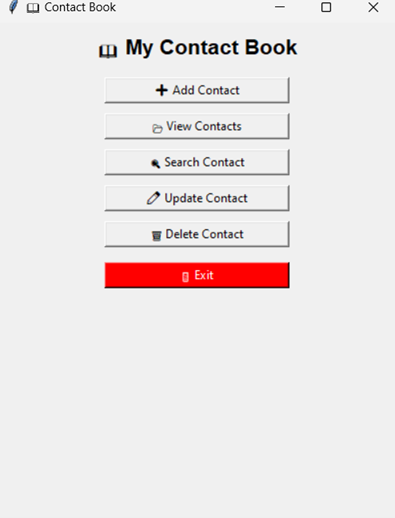 📖 Contact Book
📖 My Contact Book
➕ Add Contact
📂 View Contacts
🔍 Search Contact
✏️ Update Contact
🗑️ Delete Contact
🚪 Exit